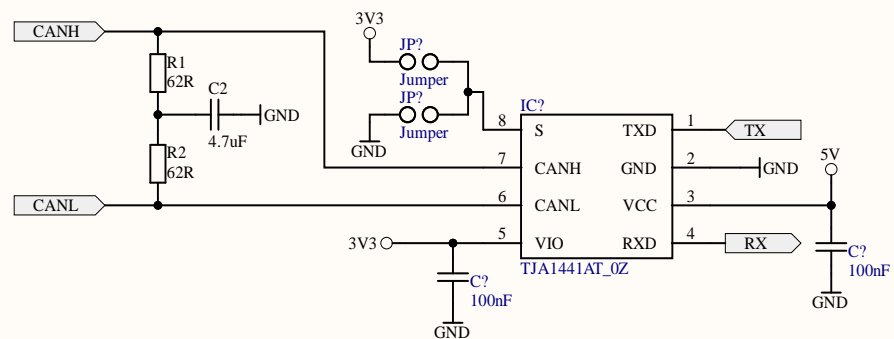 3V3
CANH
JP?
R1
62R
Jumper
C2
JP?
IC?
GND
4.7uF
Jumper
8
S
TXD
1
TX
GND
R2
62R
7
CANH
GND
2
GND
5V
CANL
6
CANL
VCC
3
3V3
5
VIO
RXD
4
RX
C?
100nF
TJA1441AT_0Z
C?
100nF
GND
GND